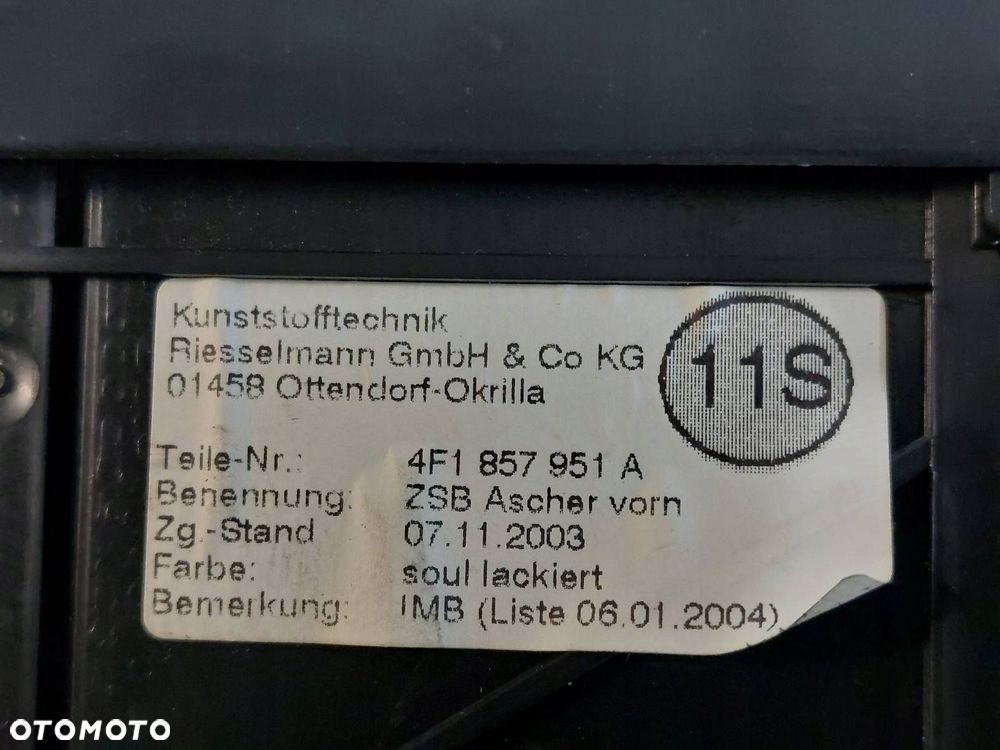 Kunststofftechnik
Riesselmann GmbH & Co KG
01458 Ottendorf-Okrilla
11S
Teile-Nr.: 4F1 857 951 A
Benennung: ZSB Ascher vorn
Zg.-Stand 07.11.2003
Farbe: soul lackiert
Bemerkung: IMB (Liste 06.01.2004)
OTOMOTO